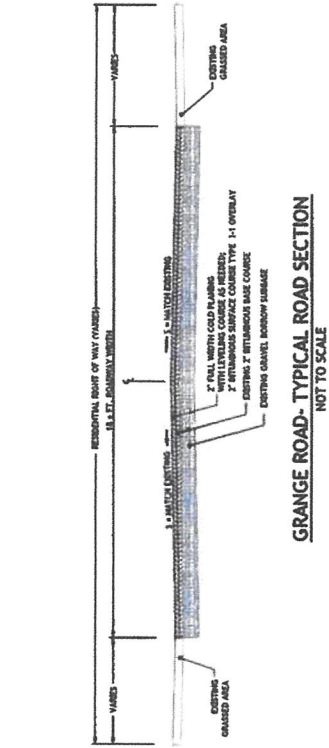 RESIDENTIAL RIGHT OF WAY (VARIES)
VARIES
18 ± FT. ROADWAY WIDTH
VARIES
S = MATCH EXISTING
S = MATCH EXISTING
EXISTING
GRASSED AREA
2" FULL WIDTH COLD PLANING
WITH LEVELING COURSE AS NEEDED;
2" BITUMINOUS SURFACE COURSE TYPE I-1 OVERLAY
EXISTING 2" BITUMINOUS BASE COURSE
EXISTING GRAVEL BORROW SUBBASE
EXISTING
GRASSED AREA
GRANGE ROAD- TYPICAL ROAD SECTION
NOT TO SCALE